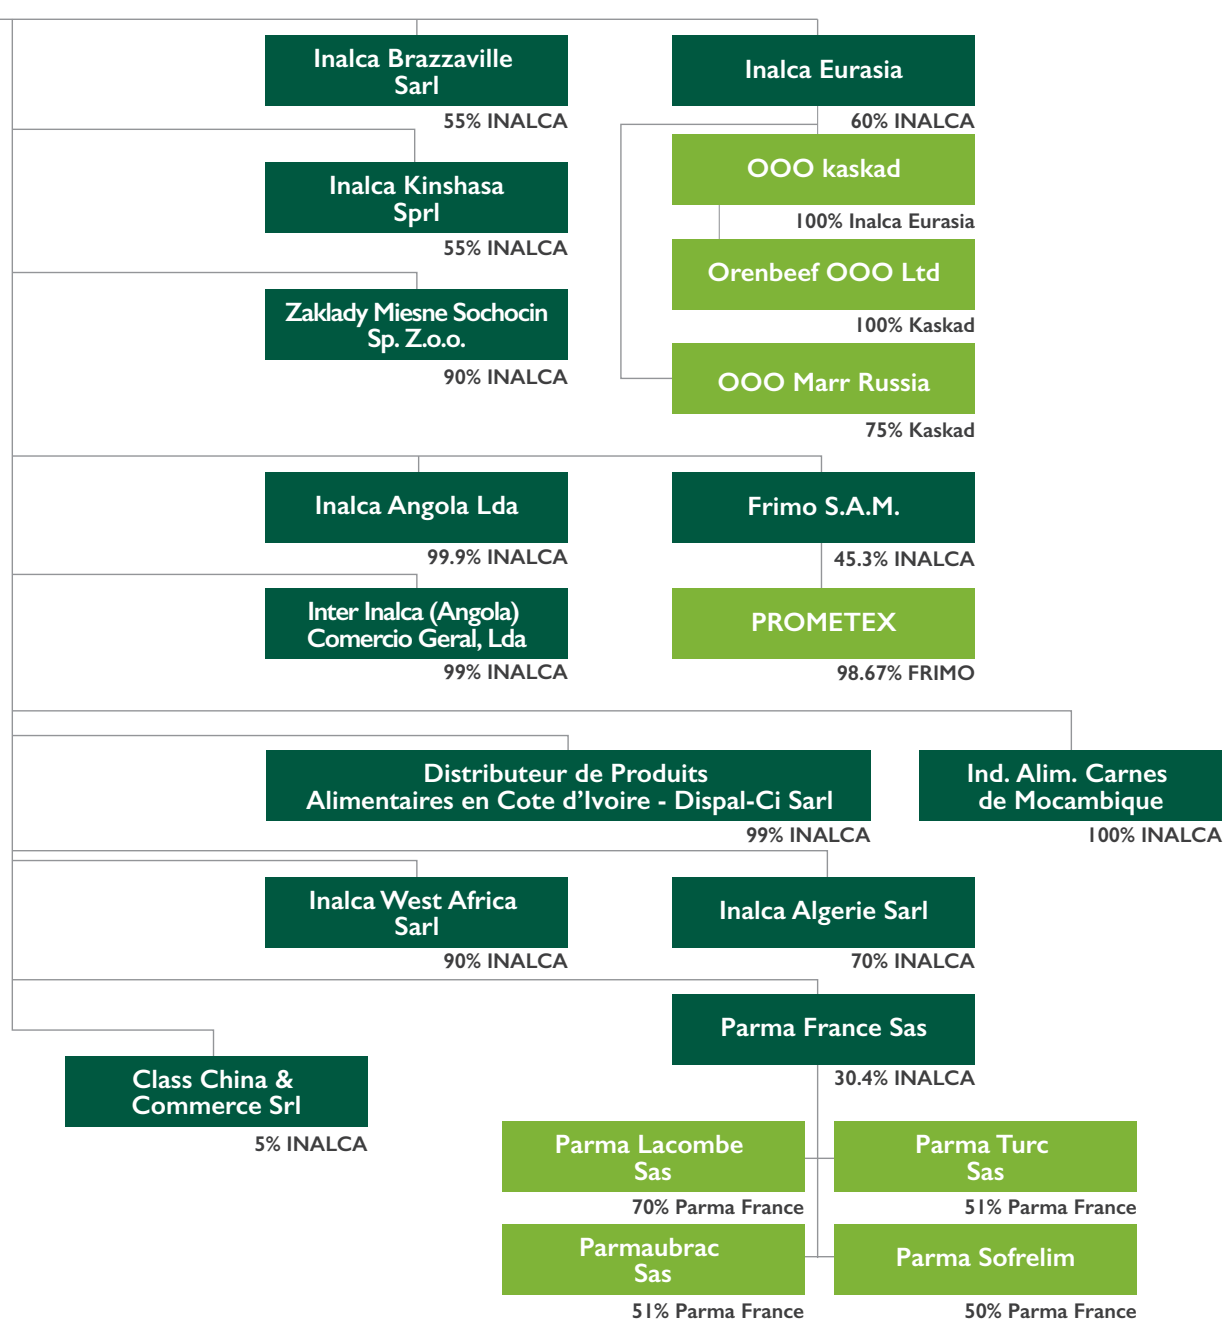 Inalca Brazzaville
Sarl
55% INALCA
Inalca Eurasia
60% INALCA
OOO kaskad
100% Inalca Eurasia
Inalca Kinshasa
Sprl
55% INALCA
Orenbeef OOO Ltd
100% Kaskad
Zaklady Miesne Sochocin
Sp. Z.o.o.
90% INALCA
OOO Marr Russia
75% Kaskad
Inalca Angola Lda
99.9% INALCA
Frimo S.A.M.
45.3% INALCA
Inter Inalca (Angola)
Comercio Geral, Lda
99% INALCA
PROMETEX
98.67% FRIMO
Distributeur de Produits
Alimentaires en Cote d’Ivoire - Dispal-Ci Sarl
99% INALCA
Ind. Alim. Carnes
de Mocambique
100% INALCA
Inalca West Africa
Sarl
90% INALCA
Inalca Algerie Sarl
70% INALCA
Parma France Sas
30.4% INALCA
Class China &
Commerce Srl
5% INALCA
Parma Lacombe
Sas
70% Parma France
Parma Turc
Sas
51% Parma France
Parmaubrac
Sas
51% Parma France
Parma Sofrelim
50% Parma France